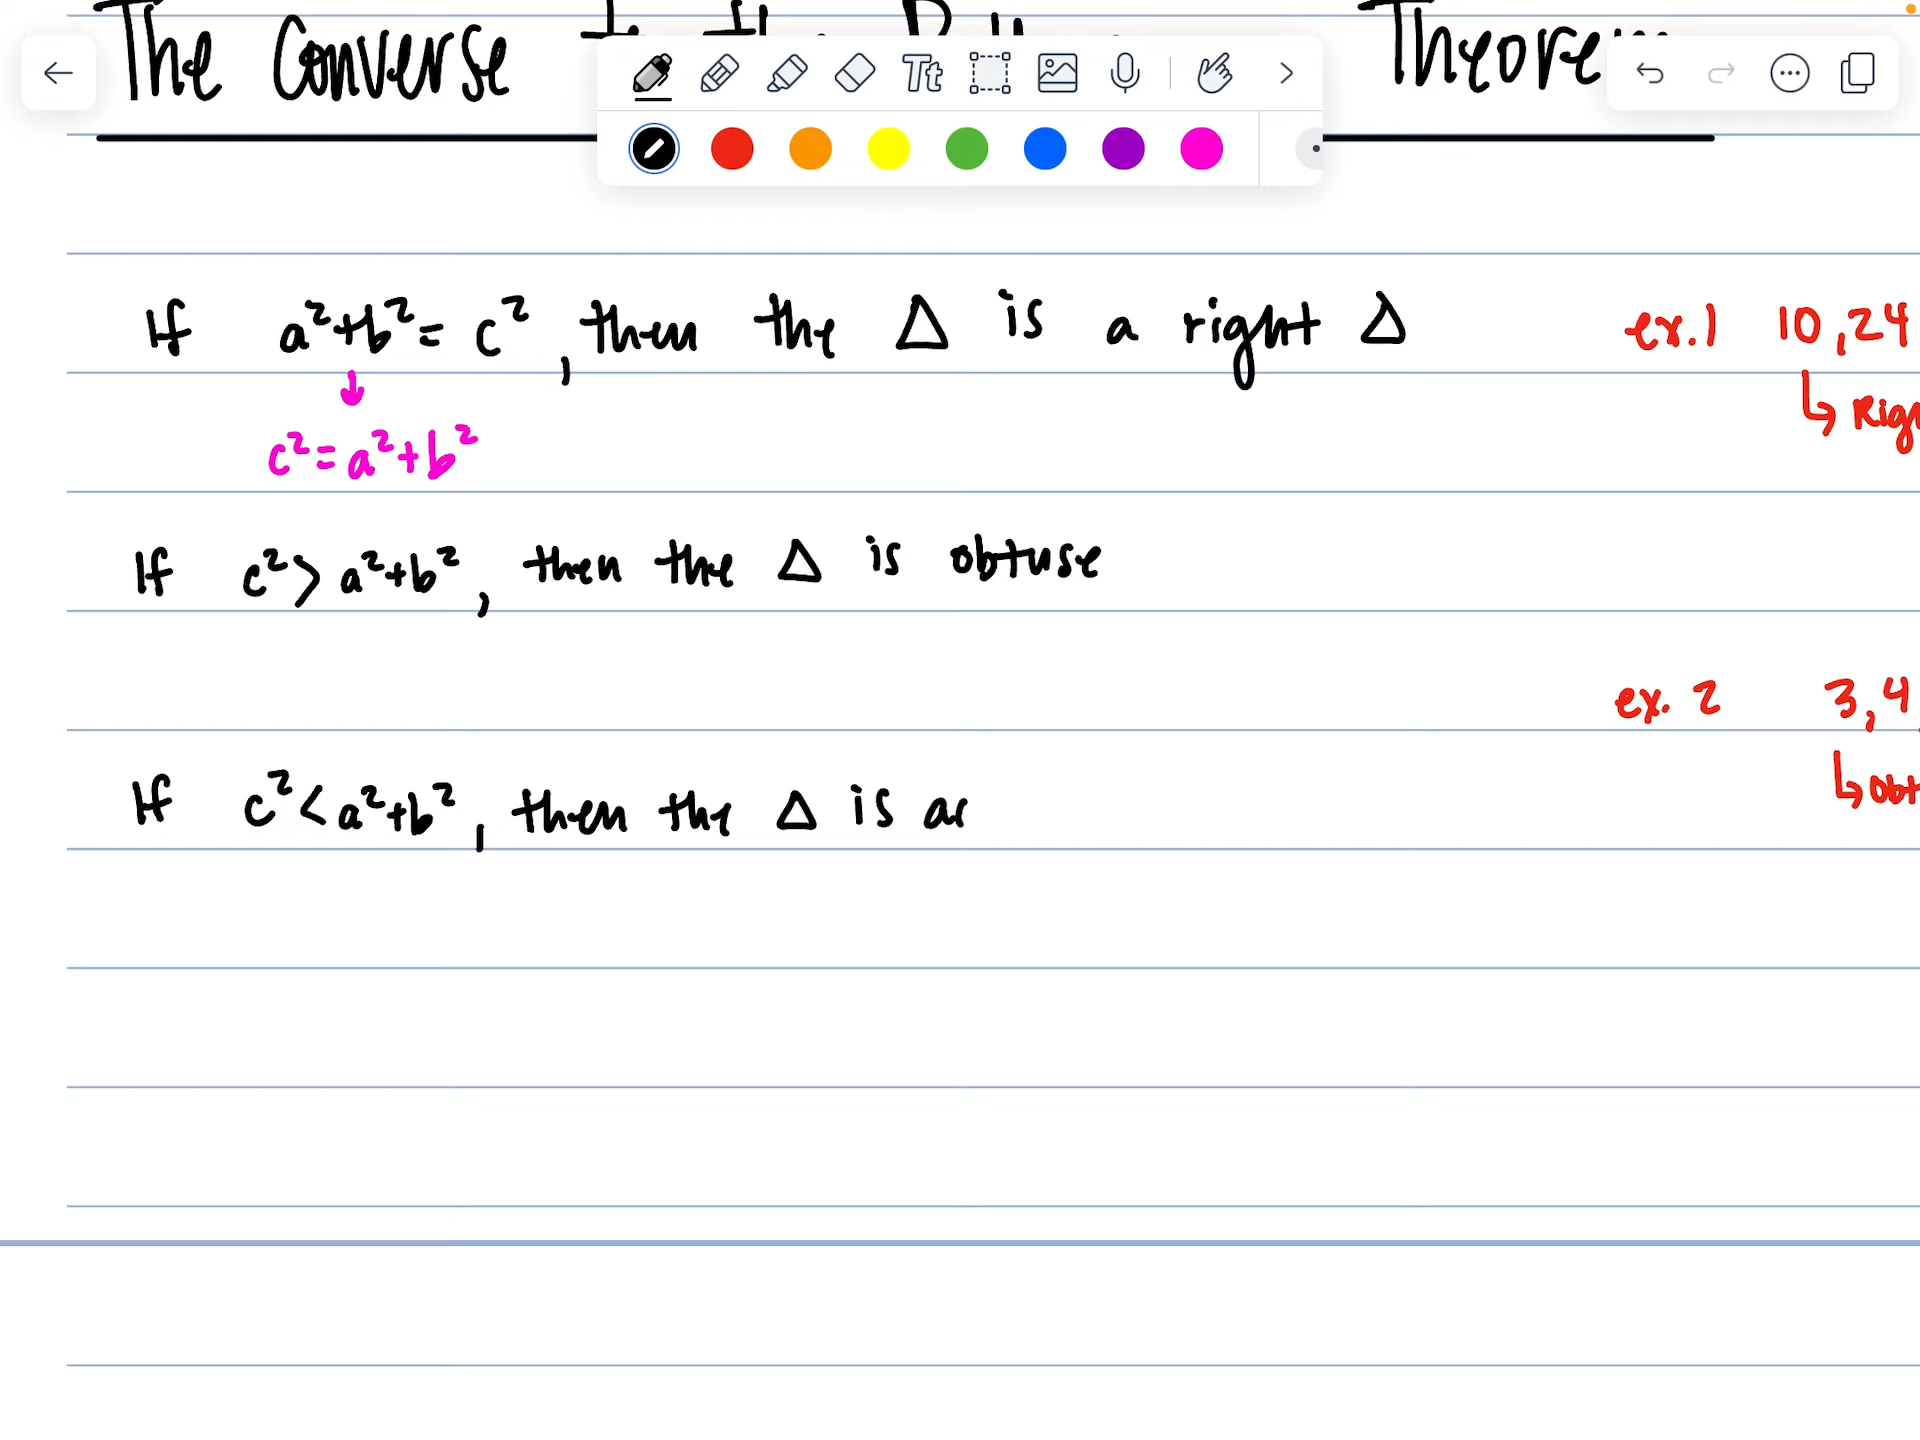 The Converse Theorem
Tt
If a²+b² = c², then the Δ is a right Δ
ex.1 10,24
↳ Rig
↓
c² = a²+b²
If c² > a²+b², then the Δ is obtuse
ex. 2 3,4,
↳ Obt
If c² < a²+b², then the Δ is ac